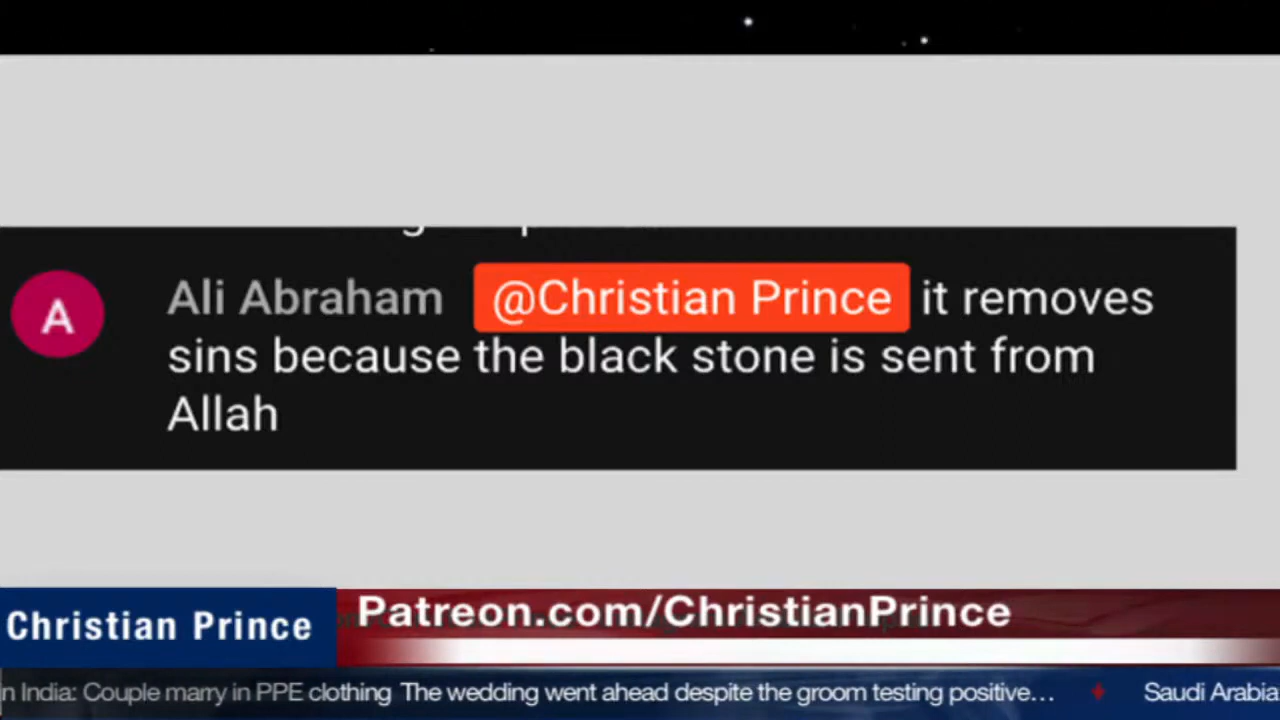 Ali Abraham @Christian Prince it removes
sins because the black stone is sent from
Allah
Christian Prince
Patreon.com/ChristianPrince
n India: Couple marry in PPE clothing The wedding went ahead despite the groom testing positive… Saudi Arabia